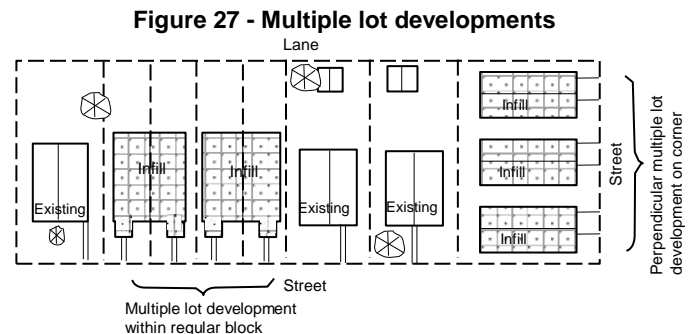 Figure 27 - Multiple lot developments
Lane
Infill
Infill
Infill
Infill
Infill
Existing
Existing
Existing
Street
Perpendicular multiple lot
development on corner
Street
Multiple lot development
within regular block